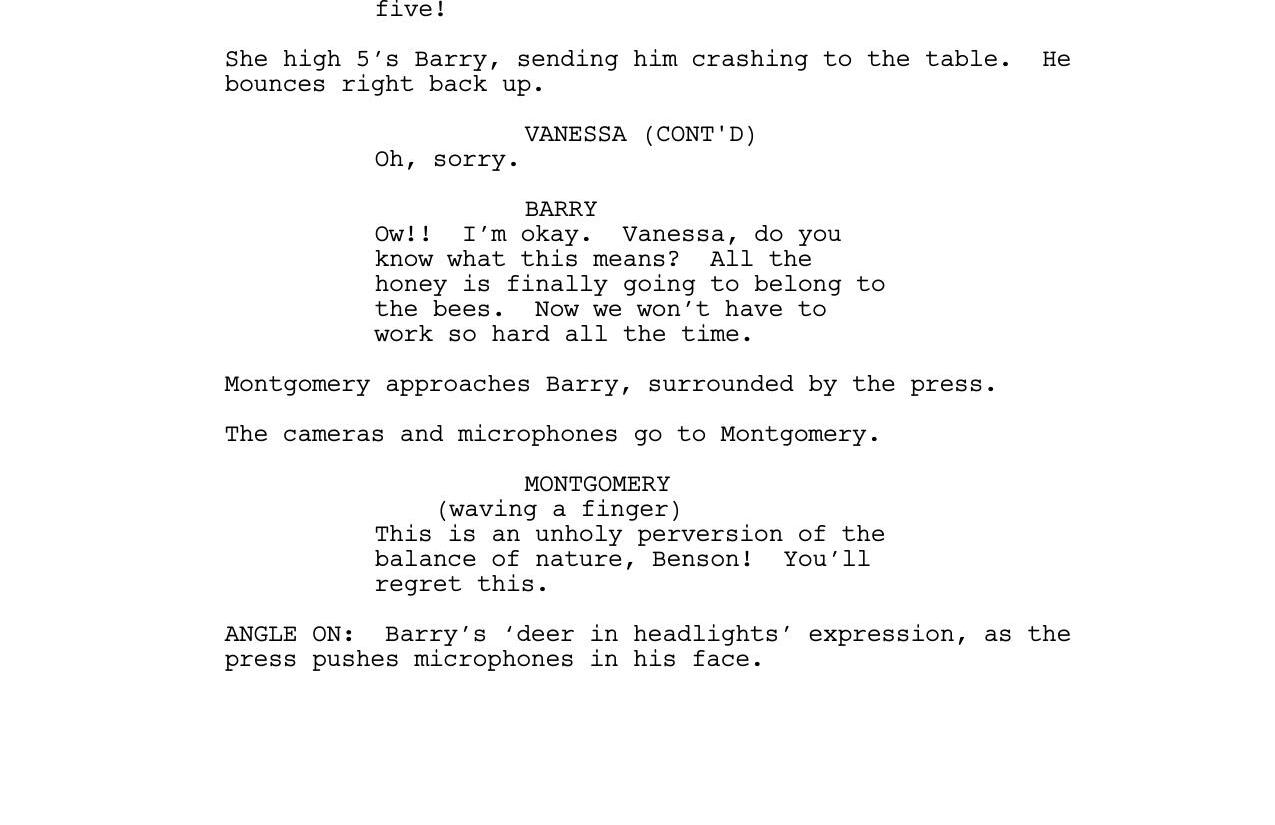 five!
She high 5’s Barry, sending him crashing to the table.  He
bounces right back up.
VANESSA (CONT'D)
Oh, sorry.
BARRY
Ow!!  I’m okay.  Vanessa, do you
know what this means?  All the
honey is finally going to belong to
the bees.  Now we won’t have to
work so hard all the time.
Montgomery approaches Barry, surrounded by the press.
The cameras and microphones go to Montgomery.
MONTGOMERY
(waving a finger)
This is an unholy perversion of the
balance of nature, Benson!  You’ll
regret this.
ANGLE ON:  Barry’s ‘deer in headlights’ expression, as the
press pushes microphones in his face.